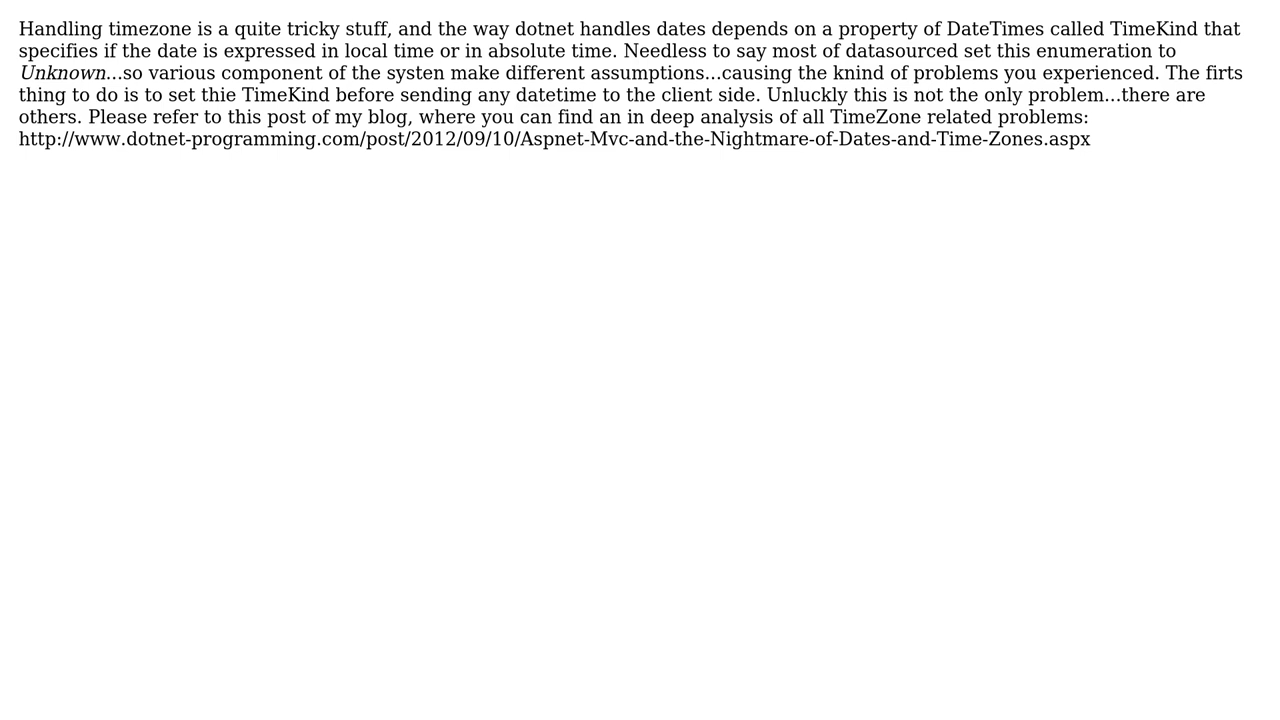 Handling timezone is a quite tricky stuff, and the way dotnet handles dates depends on a property of DateTimes called TimeKind that
specifies if the date is expressed in local time or in absolute time. Needless to say most of datasourced set this enumeration to
Unknown...so various component of the systen make different assumptions...causing the knind of problems you experienced. The firts
thing to do is to set thie TimeKind before sending any datetime to the client side. Unluckly this is not the only problem...there are
others. Please refer to this post of my blog, where you can find an in deep analysis of all TimeZone related problems:
http://www.dotnet-programming.com/post/2012/09/10/Aspnet-Mvc-and-the-Nightmare-of-Dates-and-Time-Zones.aspx